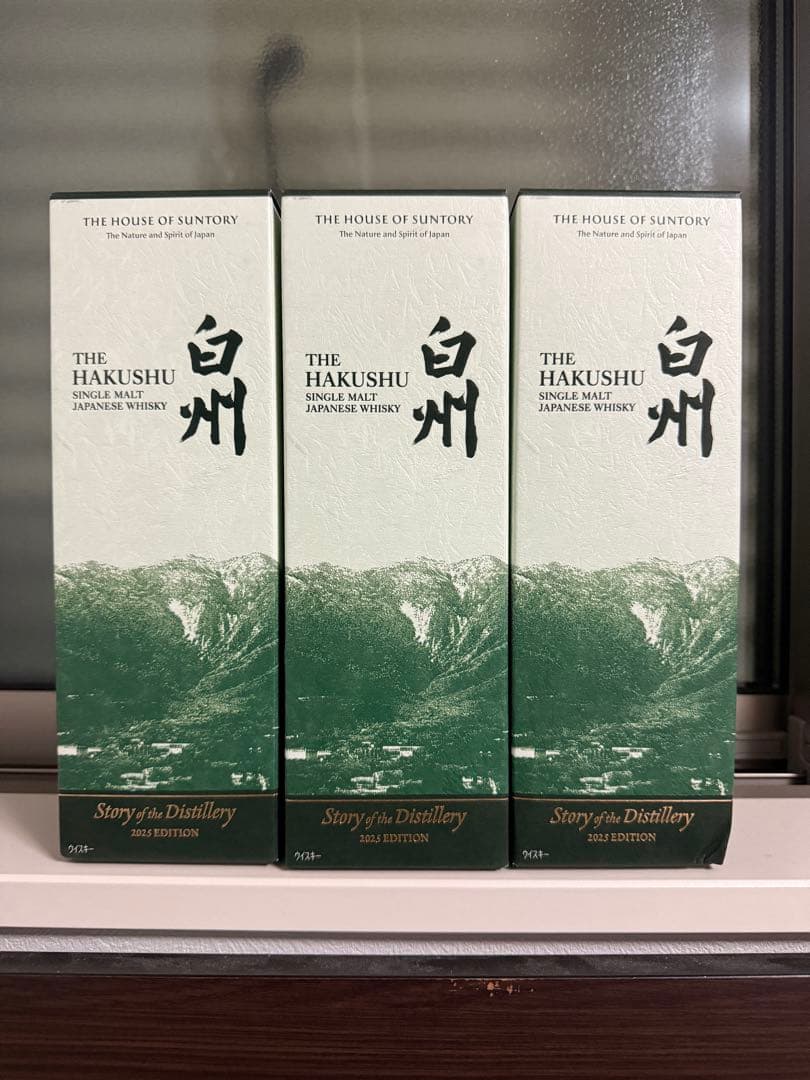 THE HOUSE OF SUNTORY
The Nature and Spirit of Japan
THE
HAKUSHU
SINGLE MALT
JAPANESE WHISKY
白州
Story of the Distillery
2025 EDITION
ウイスキー
THE HOUSE OF SUNTORY
The Nature and Spirit of Japan
THE
HAKUSHU
SINGLE MALT
JAPANESE WHISKY
白州
Story of the Distillery
2025 EDITION
ウイスキー
THE HOUSE OF SUNTORY
The Nature and Spirit of Japan
THE
HAKUSHU
SINGLE MALT
JAPANESE WHISKY
白州
Story of the Distillery
2025 EDITION
ウイスキー